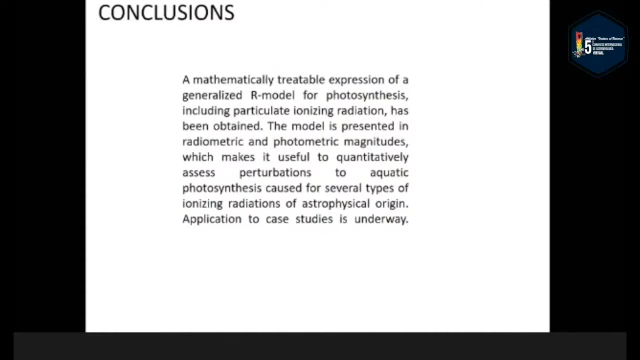 CONCLUSIONS
A mathematically treatable expression of a
generalized R-model for photosynthesis,
including particulate ionizing radiation, has
been obtained. The model is presented in
radiometric and photometric magnitudes,
which makes it useful to quantitatively
assess perturbations to aquatic
photosynthesis caused for several types of
ionizing radiations of astrophysical origin.
Application to case studies is underway.
5